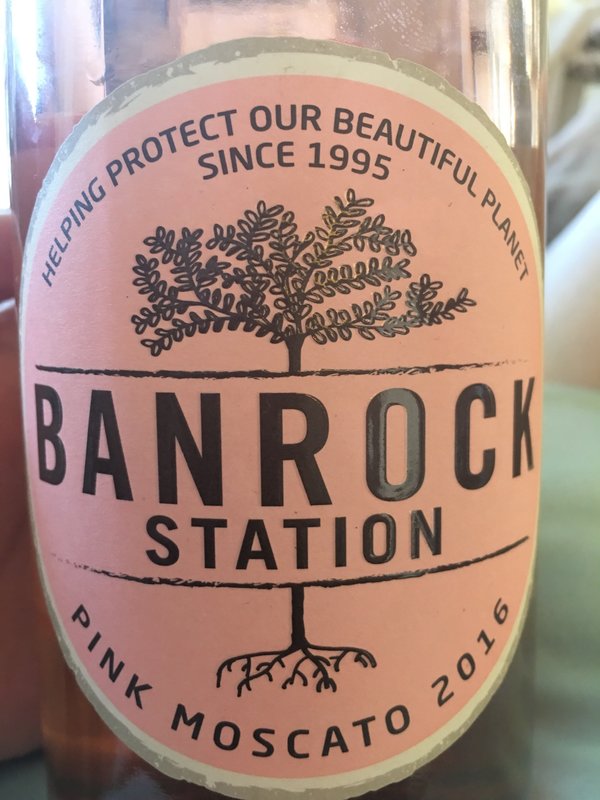 HELPING PROTECT OUR BEAUTIFUL PLANET
SINCE 1995
BANROCK
STATION
PINK MOSCATO 2016